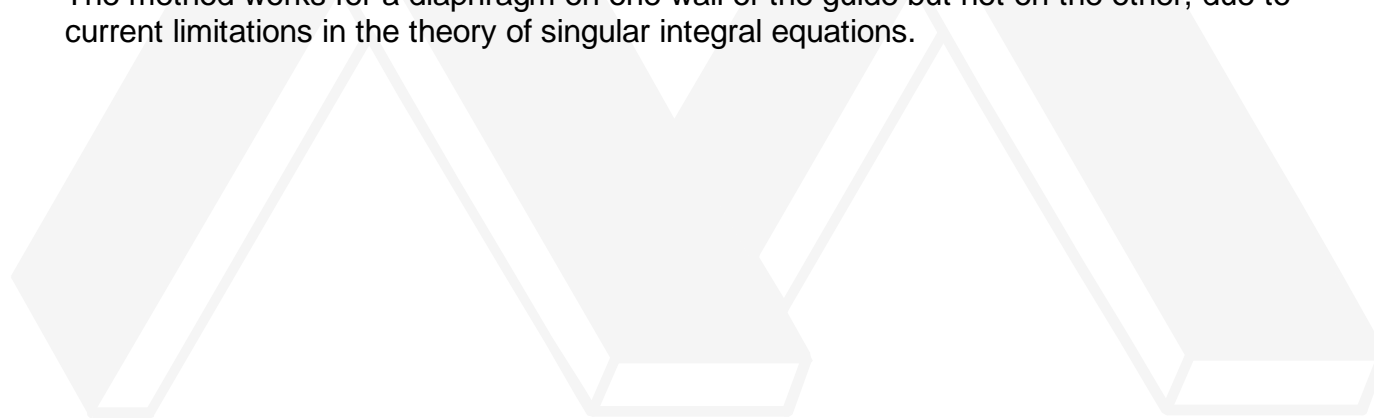 The method works for a diaphragm on one wall of the guide but not on the other, due to
current limitations in the theory of singular integral equations.